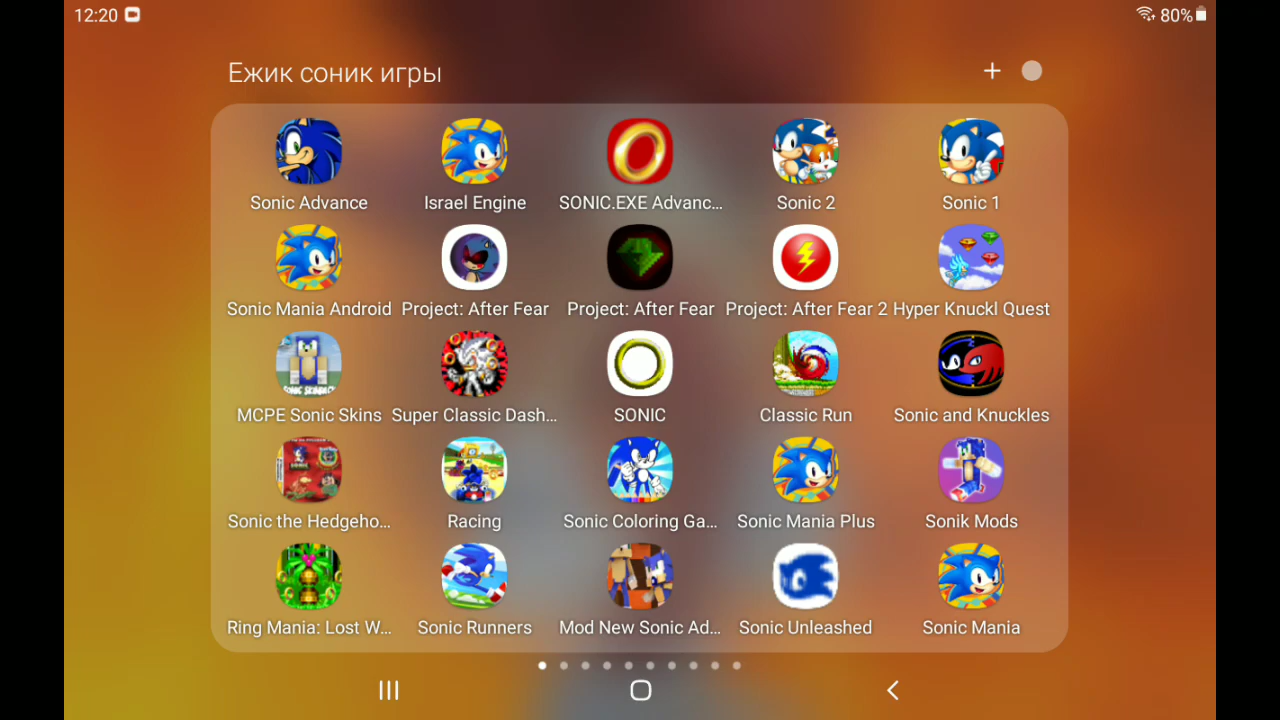 12:20 80%
Ежик соник игры
Sonic Advance Israel Engine SONIC.EXE Advanc... Sonic 2 Sonic 1
Sonic Mania Android Project: After Fear Project: After Fear Project: After Fear 2 Hyper Knuckl Quest
MCPE Sonic Skins Super Classic Dash... SONIC Classic Run Sonic and Knuckles
Sonic the Hedgeho... Racing Sonic Coloring Ga... Sonic Mania Plus Sonik Mods
Ring Mania: Lost W... Sonic Runners Mod New Sonic Ad... Sonic Unleashed Sonic Mania